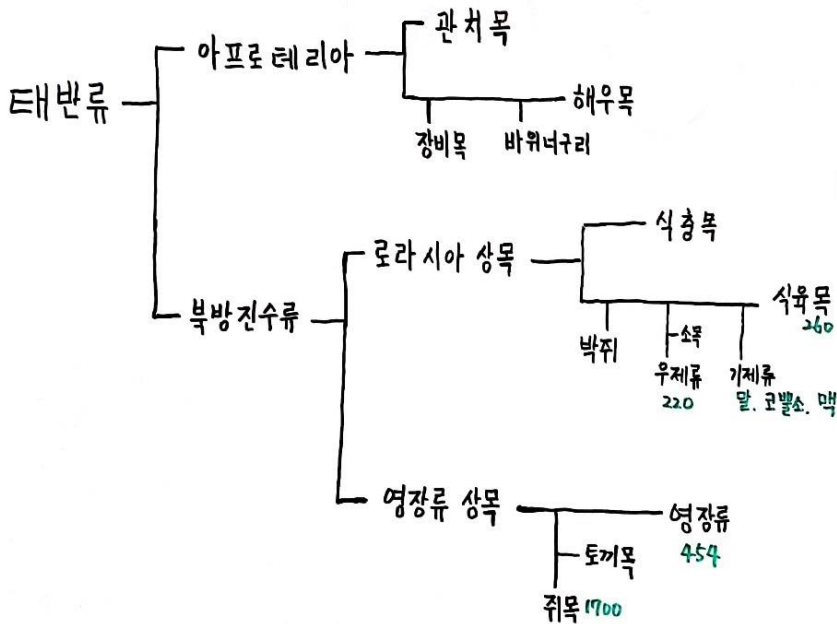 관치목
아프로테리아
태반류
해우목
장비목 바위너구리
식충목
로라시아 상목
식육목
260
북방진수류
박쥐
소목
우제류
220
기제류
말. 코뿔소. 맥
영장류 상목
영장류
454
토끼목
쥐목 1700